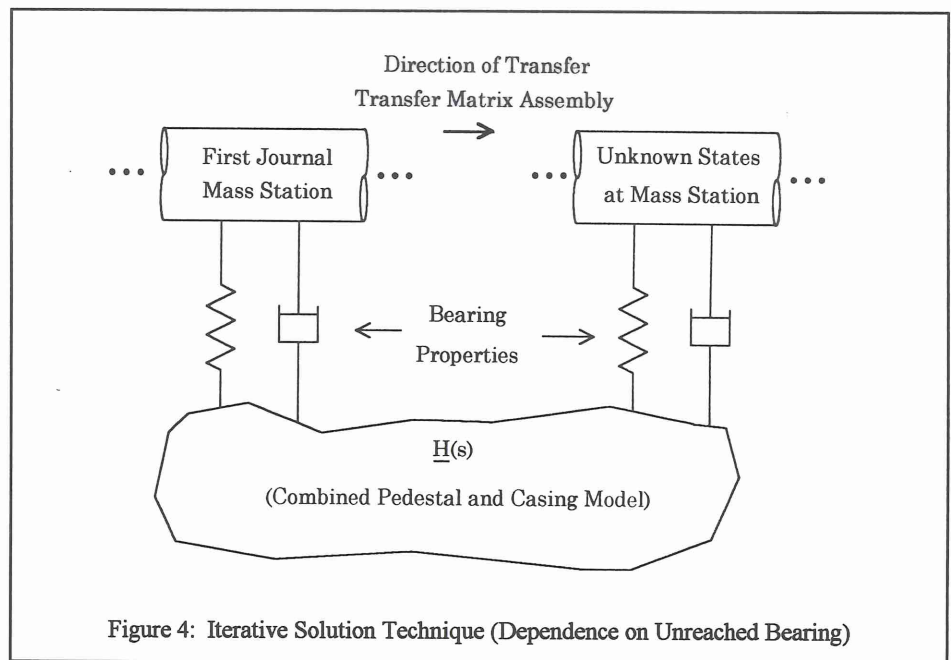 Direction of Transfer
Transfer Matrix Assembly
First Journal
Mass Station
Unknown States
at Mass Station
Bearing
Properties
H(s)
(Combined Pedestal and Casing Model)
Figure 4: Iterative Solution Technique (Dependence on Unreached Bearing)